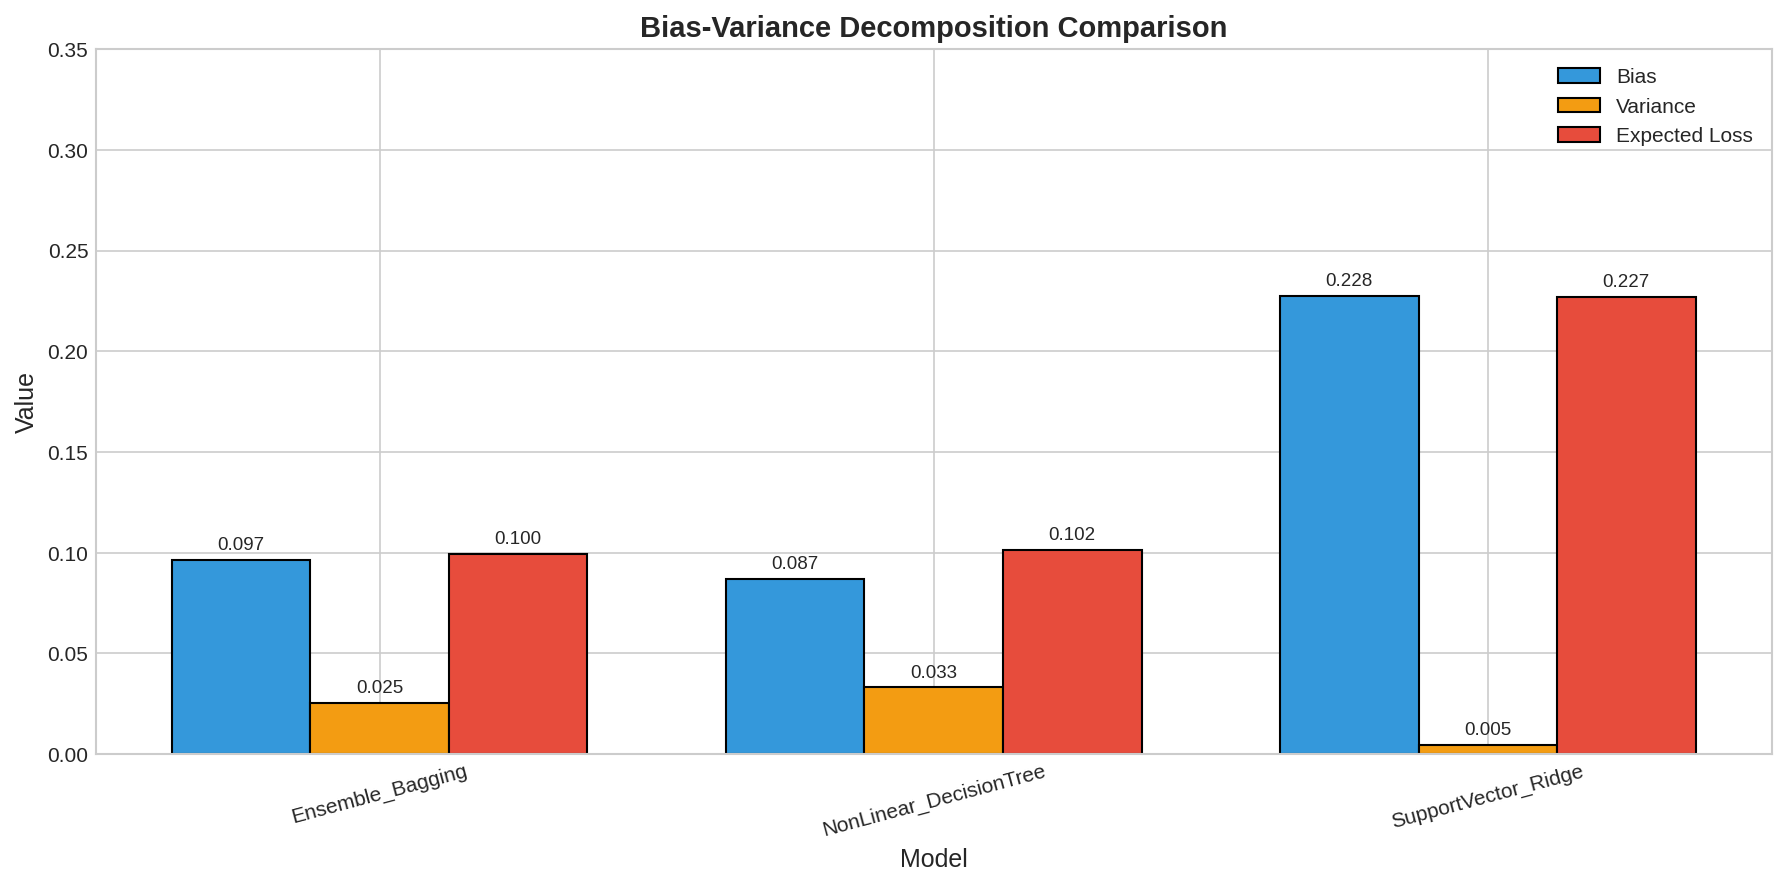 Bias-Variance Decomposition Comparison
0.35
0.30
0.25
0.20
0.15
0.10
0.05
0.00
Value
Bias
Variance
Expected Loss
0.097
0.025
0.100
0.087
0.033
0.102
0.228
0.005
0.227
Ensemble_Bagging
NonLinear_DecisionTree
SupportVector_Ridge
Model